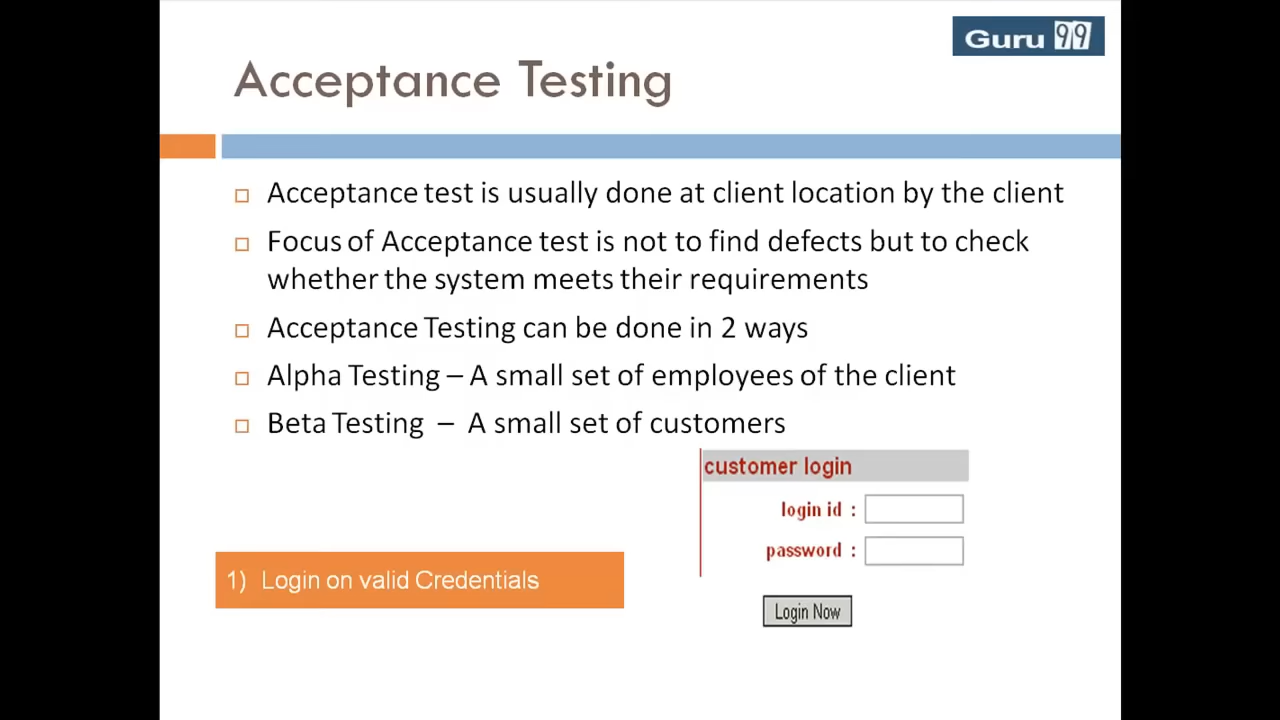 Guru 99
Acceptance Testing
Acceptance test is usually done at client location by the client
Focus of Acceptance test is not to find defects but to check
whether the system meets their requirements
Acceptance Testing can be done in 2 ways
Alpha Testing – A small set of employees of the client
Beta Testing – A small set of customers
customer login
login id :
password :
1) Login on valid Credentials
Login Now